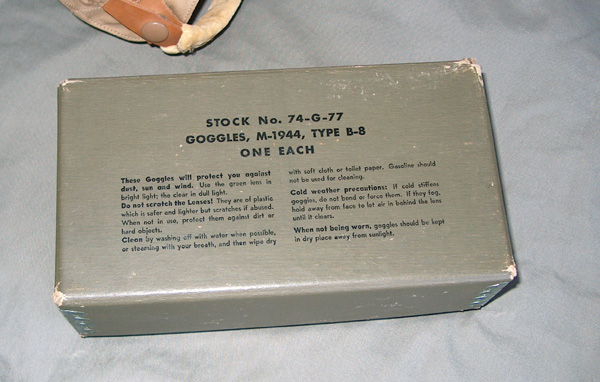 STOCK No. 74-G-77
GOGGLES, M-1944, TYPE B-8
ONE EACH
These Goggles will protect you against
dust, sun and wind. Use the green lens in
bright light; the clear in dull light.
Do not scratch the Lenses! They are of plastic
which is safer and lighter but scratches if abused.
When not in use, protect them against dirt or
hard objects.
Clean by washing off with water when possible,
or steaming with your breath, and then wipe dry
with soft cloth or toilet paper. Gasoline should
not be used for cleaning.
Cold weather precautions: If cold stiffens
goggles, do not bend or force them. If they fog,
hold away from face to let air in behind the lens
until it clears.
When not being worn, goggles should be kept
in dry place away from sunlight.